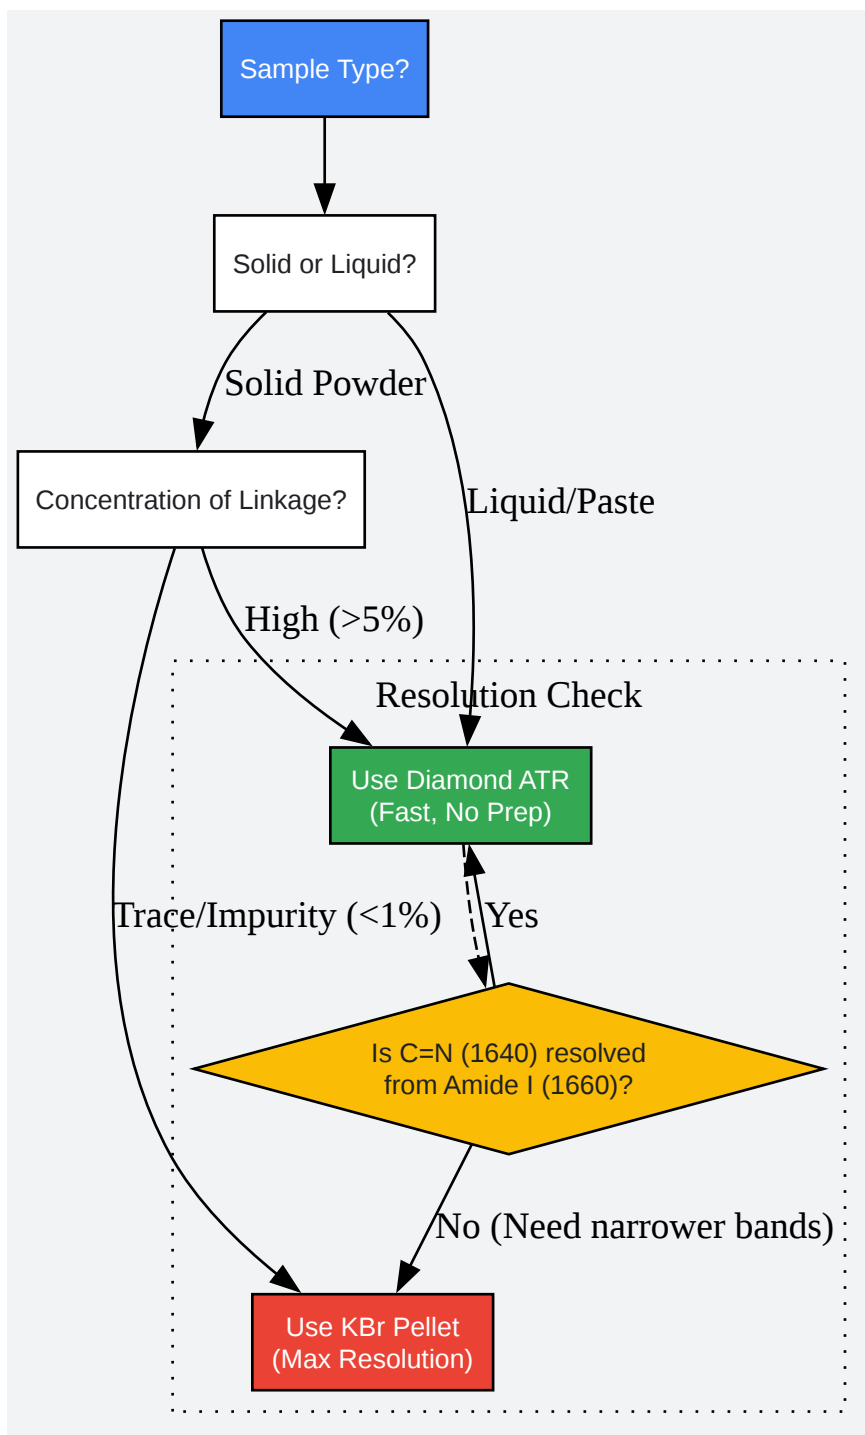 Sample Type?
Solid or Liquid?
Solid Powder
Concentration of Linkage?
Liquid/Paste
High (>5%)
Resolution Check
Use Diamond ATR
(Fast, No Prep)
Trace/Impurity (<1%)
Yes
Is C=N (1640) resolved
from Amide I (1660)?
No (Need narrower bands)
Use KBr Pellet
(Max Resolution)